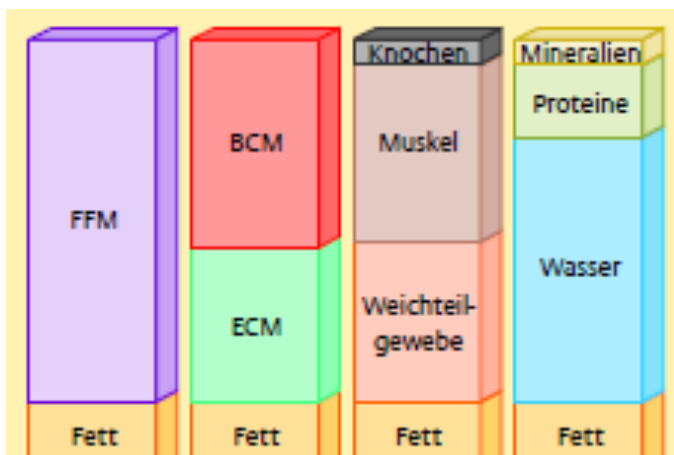 FFM
Fett
BCM
ECM
Fett
Knochen
Muskel
Weichteil-
gewebe
Fett
Mineralien
Proteine
Wasser
Fett